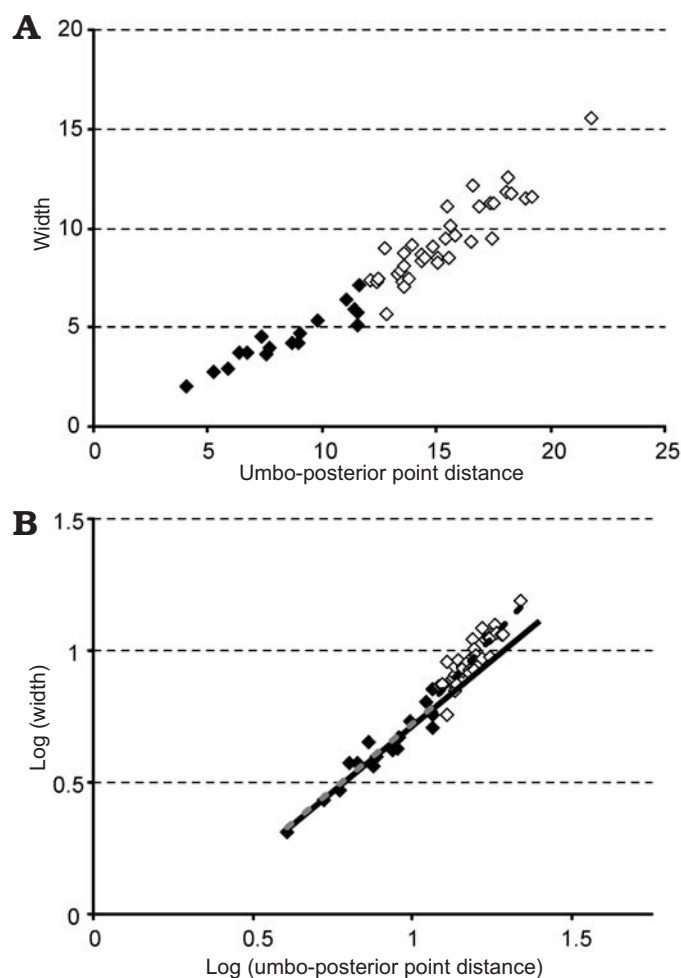 A
20
15
10
5
0
Width
0 5 10 15 20 25
Umbo-posterior point distance
B
1.5
1
0.5
0
Log (width)
0 0.5 1 1.5
Log (umbo-posterior point distance)